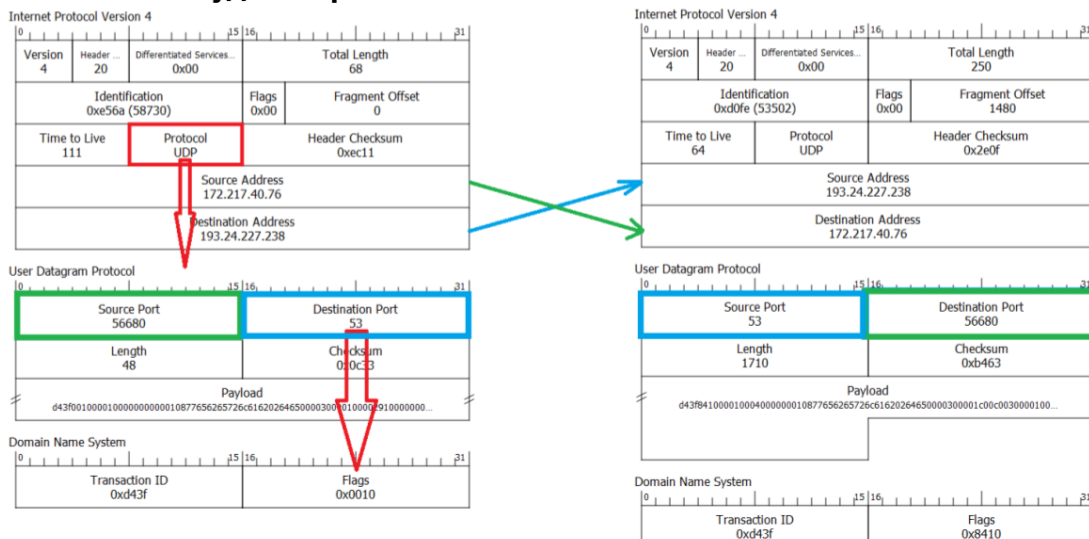 Internet Protocol Version 4
0 15 16 31
Version Header ... Differentiated Services... Total Length
4 20 0x00 68
Identification Flags Fragment Offset
0xe56a (58730) 0x00 0
Time to Live Protocol Header Checksum
111 UDP 0xec11
Source Address
172.217.40.76
Destination Address
193.24.227.238
User Datagram Protocol
0 15 16 31
Source Port Destination Port
56680 53
Length Checksum
48 0x0c33
Payload
Domain Name System
0 15 16 31
Transaction ID Flags
0xd43f 0x0010
Internet Protocol Version 4
0 15 16 31
Version Header ... Differentiated Services... Total Length
4 20 0x00 250
Identification Flags Fragment Offset
0xd0fe (53502) 0x00 1480
Time to Live Protocol Header Checksum
64 UDP 0x2e0f
Source Address
193.24.227.238
Destination Address
172.217.40.76
User Datagram Protocol
0 15 16 31
Source Port Destination Port
53 56680
Length Checksum
1710 0xb463
Payload
d43f841000010004000000010877656265726c61620264650000300001c00c0030000100...
Domain Name System
0 15 16 31
Transaction ID Flags
0xd43f 0x8410